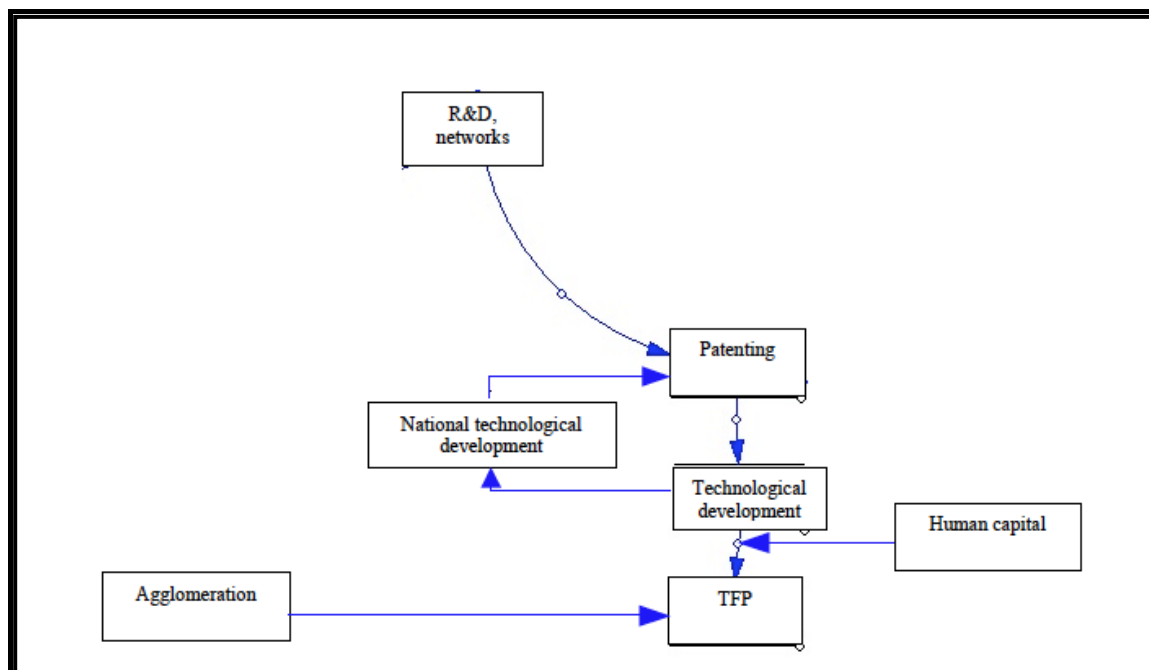 R&D,
networks
Patenting
National technological
development
Technological
development
Human capital
Agglomeration
TFP